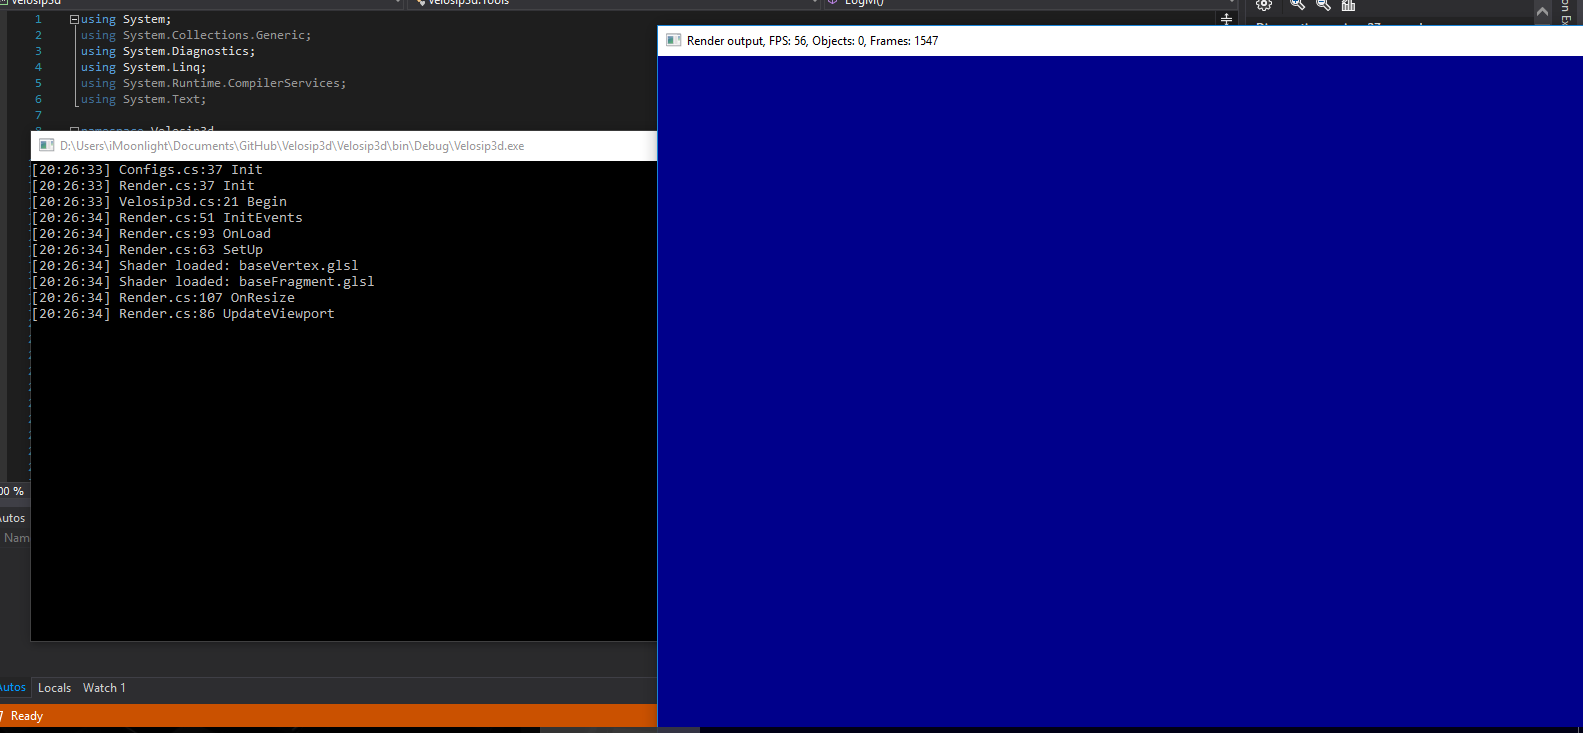 Velosip3d
Velosip3d.Tools
LogM()
1 using System;
2 using System.Collections.Generic;
3 using System.Diagnostics;
4 using System.Linq;
5 using System.Runtime.CompilerServices;
6 using System.Text;
7
8 namespace Velosip3d
Render output, FPS: 56, Objects: 0, Frames: 1547
D:\Users\iMoonlight\Documents\GitHub\Velosip3d\Velosip3d\bin\Debug\Velosip3d.exe
[20:26:33] Configs.cs:37 Init
[20:26:33] Render.cs:37 Init
[20:26:33] Velosip3d.cs:21 Begin
[20:26:34] Render.cs:51 InitEvents
[20:26:34] Render.cs:93 OnLoad
[20:26:34] Render.cs:63 SetUp
[20:26:34] Shader loaded: baseVertex.glsl
[20:26:34] Shader loaded: baseFragment.glsl
[20:26:34] Render.cs:107 OnResize
[20:26:34] Render.cs:86 UpdateViewport
00 %
Autos
Nam
Autos Locals Watch 1
Ready